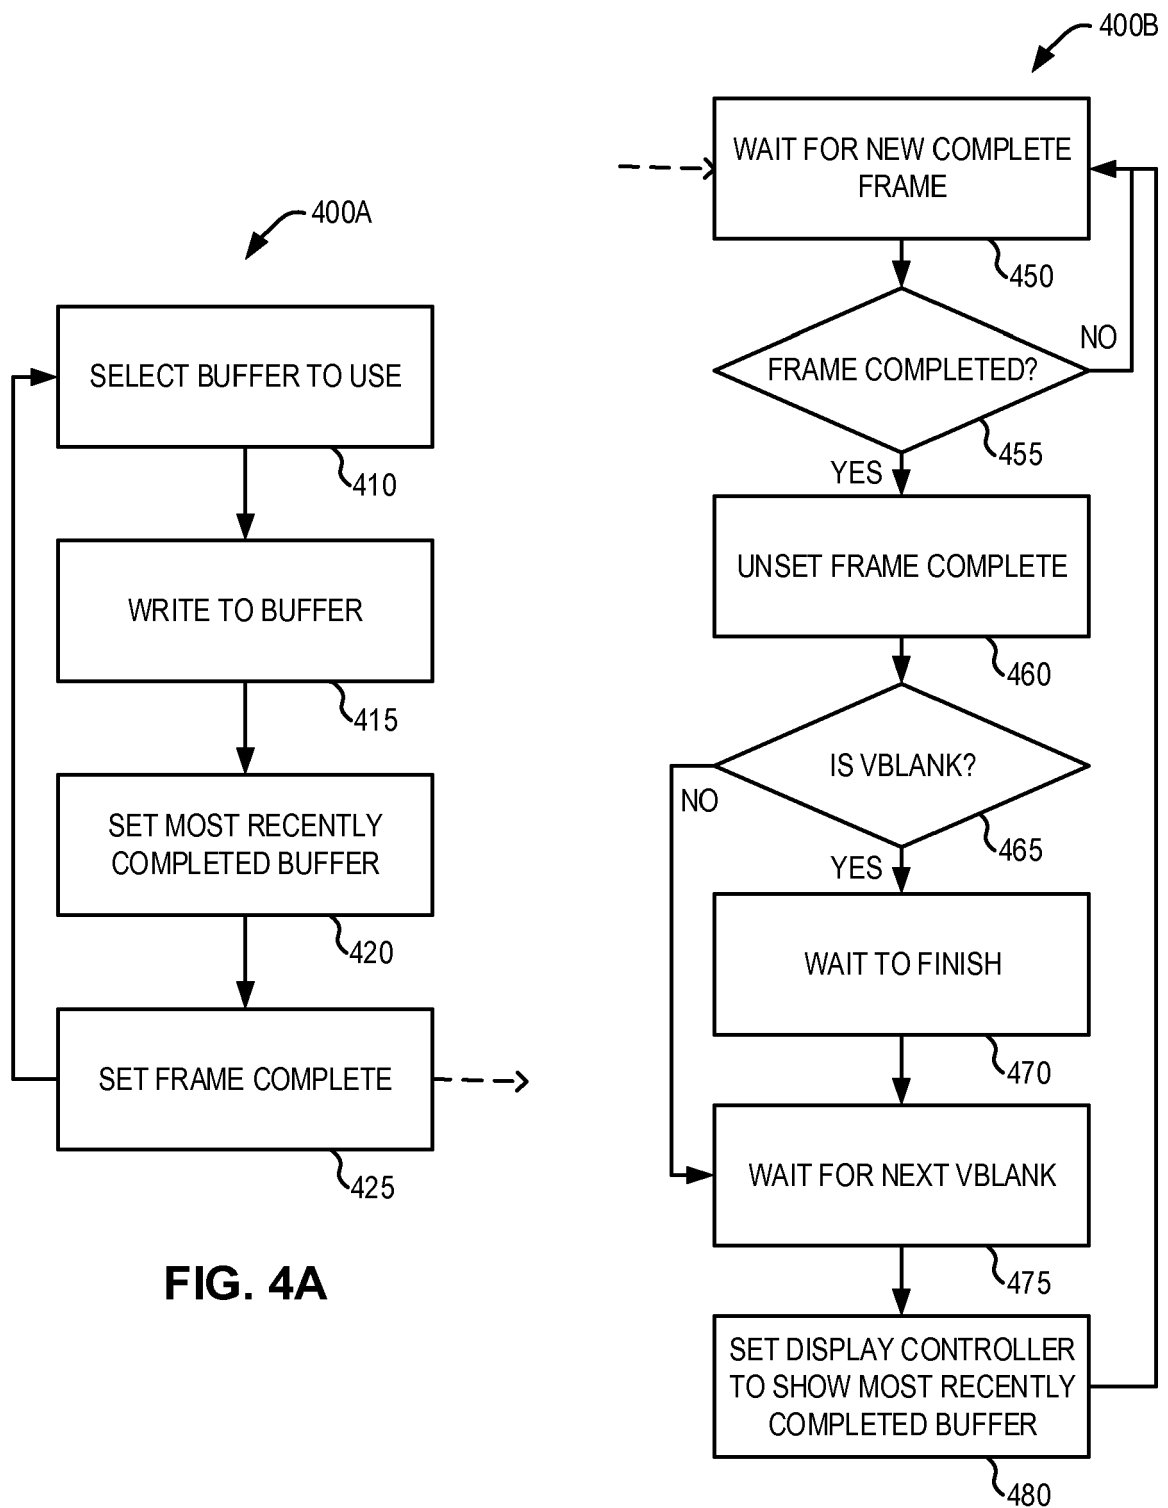 400A
SELECT BUFFER TO USE
410
WRITE TO BUFFER
415
SET MOST RECENTLY
COMPLETED BUFFER
420
SET FRAME COMPLETE
425
FIG. 4A
400B
WAIT FOR NEW COMPLETE
FRAME
450
FRAME COMPLETED?
NO
455
YES
UNSET FRAME COMPLETE
460
IS VBLANK?
NO
465
YES
WAIT TO FINISH
470
WAIT FOR NEXT VBLANK
475
SET DISPLAY CONTROLLER
TO SHOW MOST RECENTLY
COMPLETED BUFFER
480